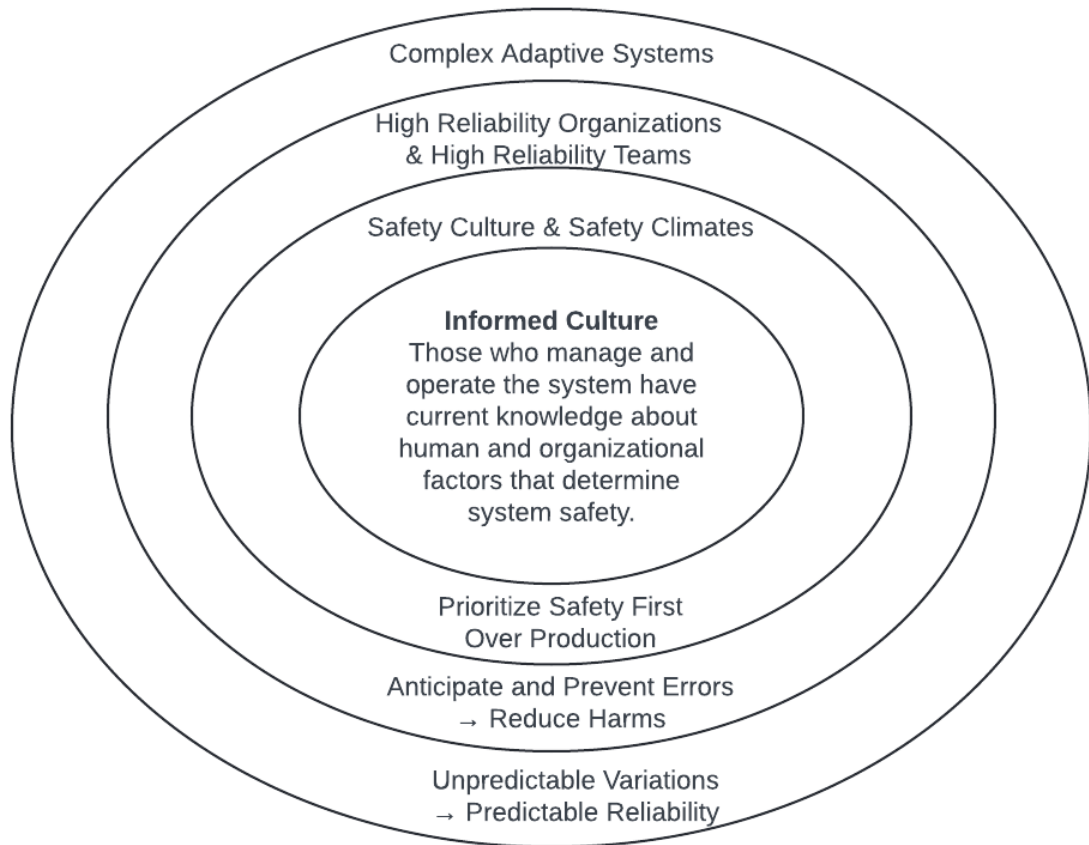 Complex Adaptive Systems
High Reliability Organizations
& High Reliability Teams
Safety Culture & Safety Climates
Informed Culture
Those who manage and
operate the system have
current knowledge about
human and organizational
factors that determine
system safety.
Prioritize Safety First
Over Production
Anticipate and Prevent Errors
→ Reduce Harms
Unpredictable Variations
→ Predictable Reliability